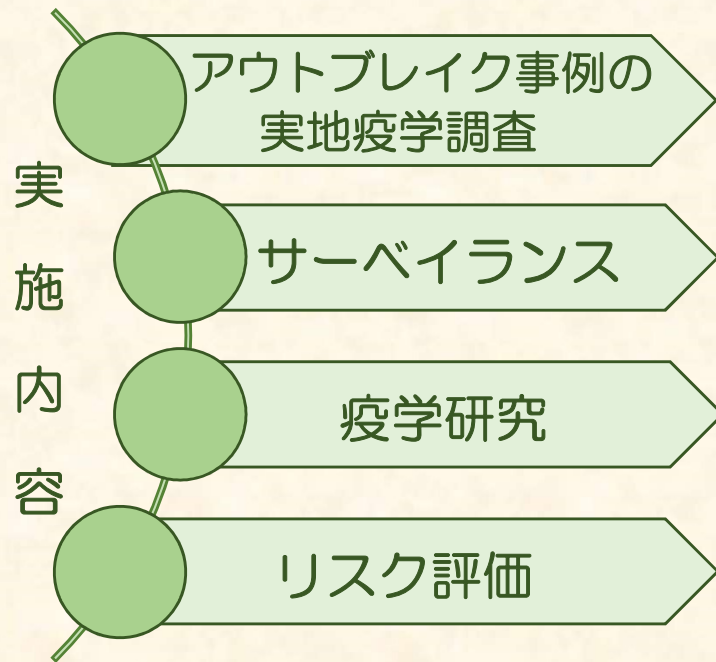 実施内容
アウトブレイク事例の
実地疫学調査
サーベイランス
疫学研究
リスク評価